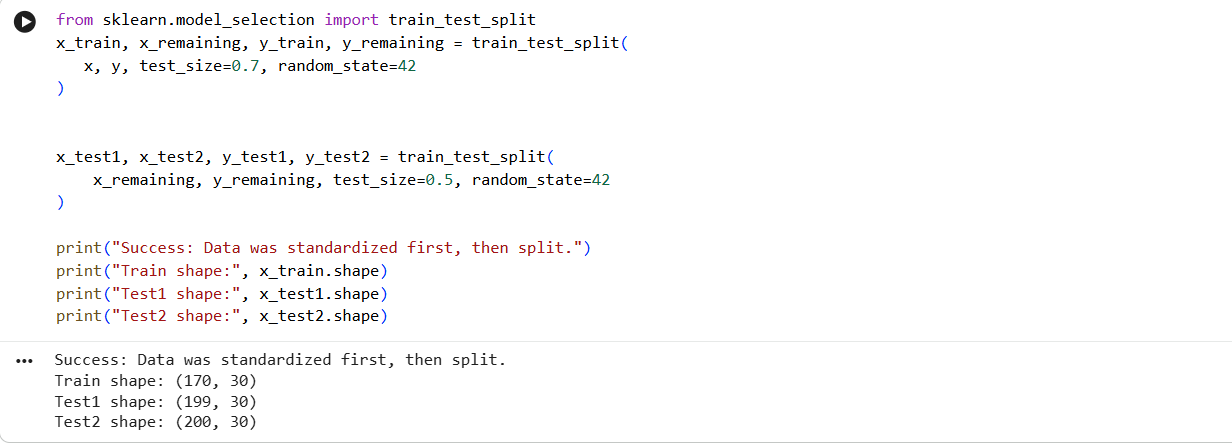 from sklearn.model_selection import train_test_split
x_train, x_remaining, y_train, y_remaining = train_test_split(
   x, y, test_size=0.7, random_state=42
)
x_test1, x_test2, y_test1, y_test2 = train_test_split(
    x_remaining, y_remaining, test_size=0.5, random_state=42
)
print("Success: Data was standardized first, then split.")
print("Train shape:", x_train.shape)
print("Test1 shape:", x_test1.shape)
print("Test2 shape:", x_test2.shape)
Success: Data was standardized first, then split.
Train shape: (170, 30)
Test1 shape: (199, 30)
Test2 shape: (200, 30)